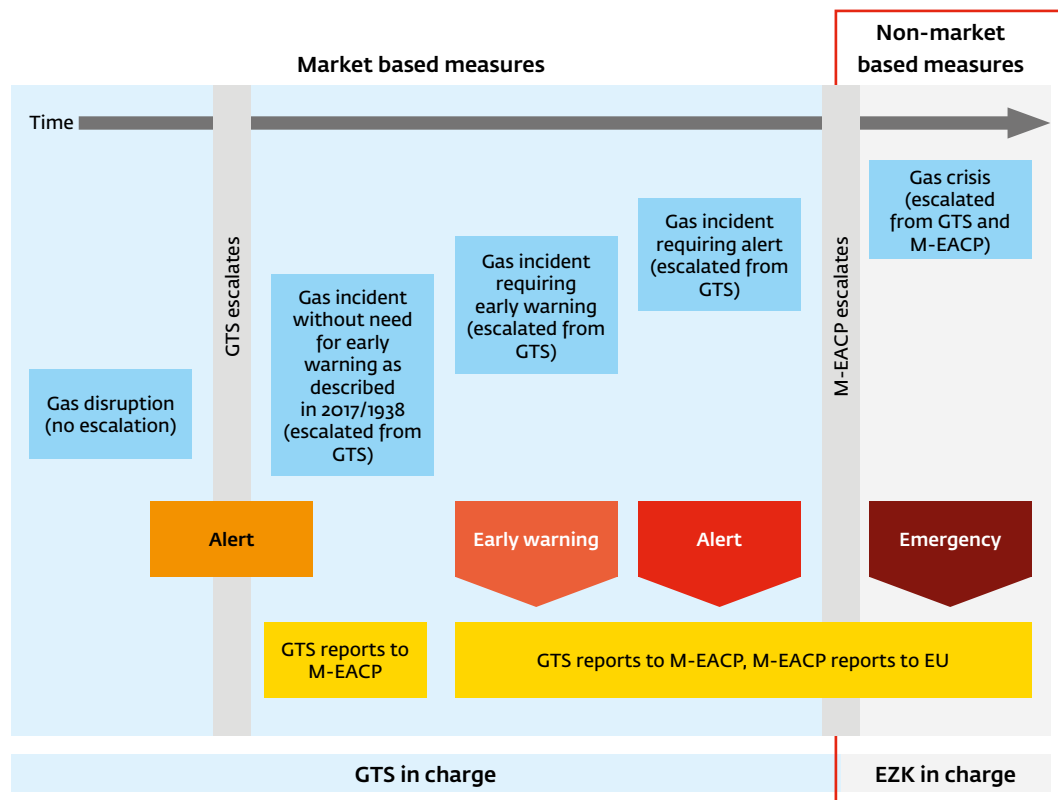 Market based measures
Non-market
based measures
Time
GTS escalates
M-EACP escalates
Gas disruption
(no escalation)
Gas incident
without need
for early
warning as
described
in 2017/1938
(escalated from
GTS)
Gas incident
requiring
early warning
(escalated from
GTS)
Gas incident
requiring alert
(escalated from
GTS)
Gas crisis
(escalated
from GTS and
M-EACP)
Alert
Early warning
Alert
Emergency
GTS reports to
M-EACP
GTS reports to M-EACP, M-EACP reports to EU
GTS in charge
EZK in charge